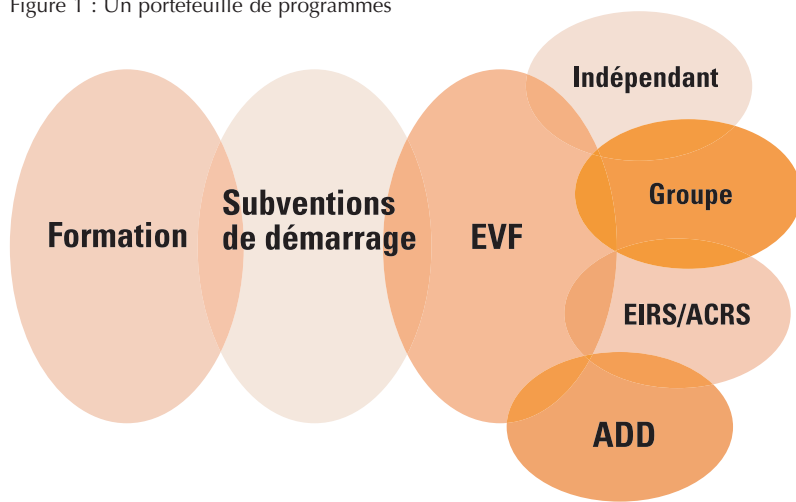 Figure 1 : Un portefeuille de programmes
Indépendant
Groupe
Formation
Subventions
de démarrage
EVF
EIRS/ACRS
ADD